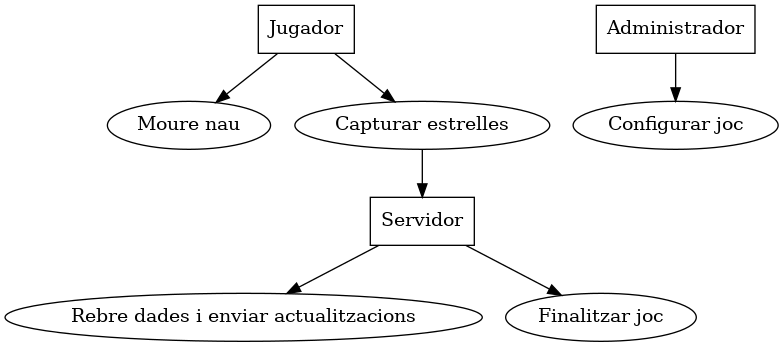 Jugador
Administrador
Moure nau
Capturar estrelles
Configurar joc
Servidor
Rebre dades i enviar actualitzacions
Finalitzar joc